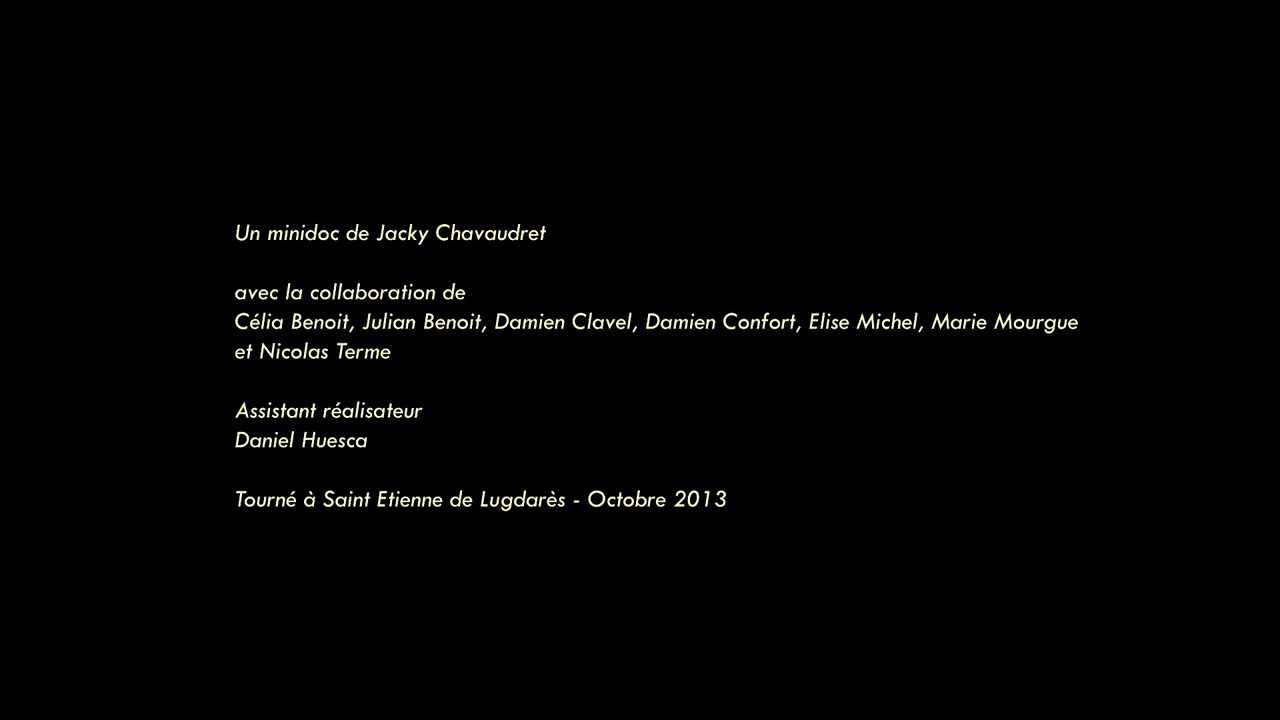 Un minidoc de Jacky Chavaudret
avec la collaboration de
Célia Benoit, Julian Benoit, Damien Clavel, Damien Confort, Elise Michel, Marie Mourgue
et Nicolas Terme
Assistant réalisateur
Daniel Huesca
Tourné à Saint Etienne de Lugdarès - Octobre 2013